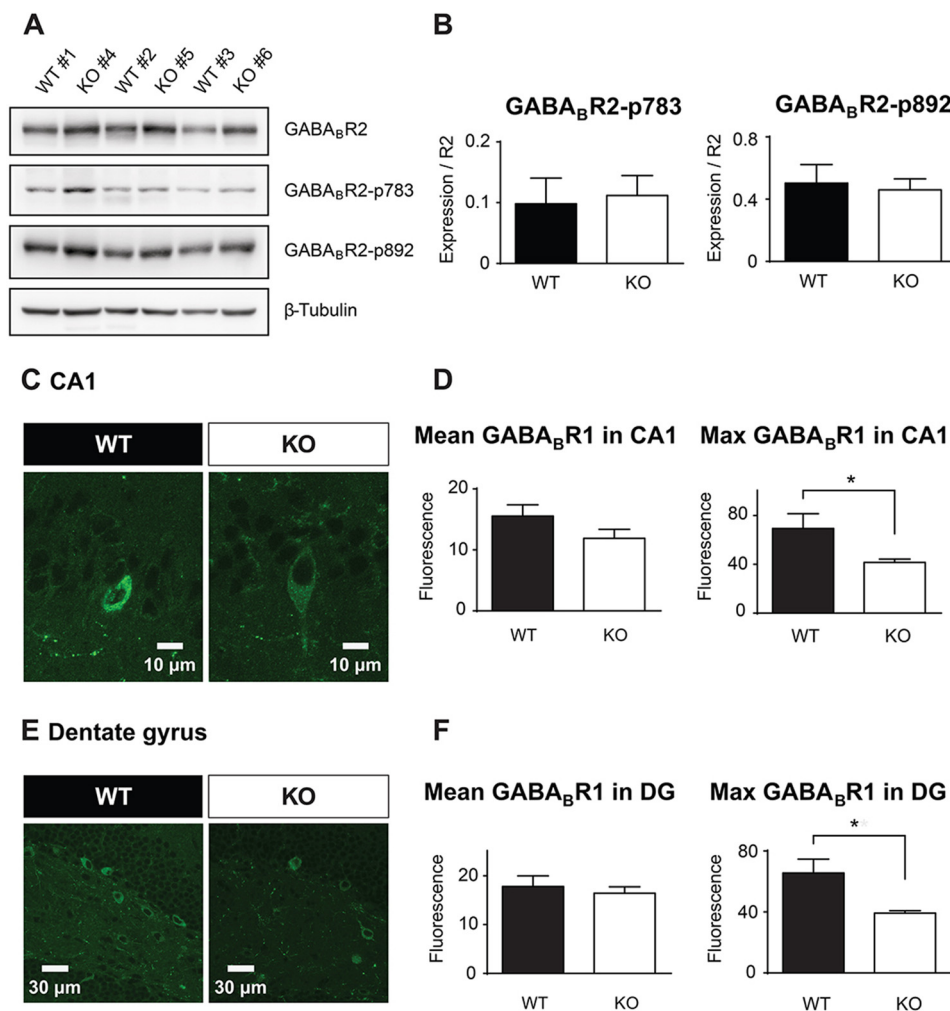 A
WT #1 KO #4 WT #2 KO #5 WT #3 KO #6
GABABR2
GABABR2-p783
GABABR2-p892
β-Tubulin
B
GABABR2-p783
Expression / R2
0.2
0.1
0
WT KO
GABABR2-p892
Expression / R2
0.8
0.4
0
WT KO
C CA1
WT KO
10 µm 10 µm
D
Mean GABABR1 in CA1
Fluorescence
20
10
0
WT KO
Max GABABR1 in CA1
*
Fluorescence
80
40
0
WT KO
E Dentate gyrus
WT KO
30 µm 30 µm
F
Mean GABABR1 in DG
Fluorescence
20
10
0
WT KO
Max GABABR1 in DG
*
Fluorescence
80
40
0
WT KO